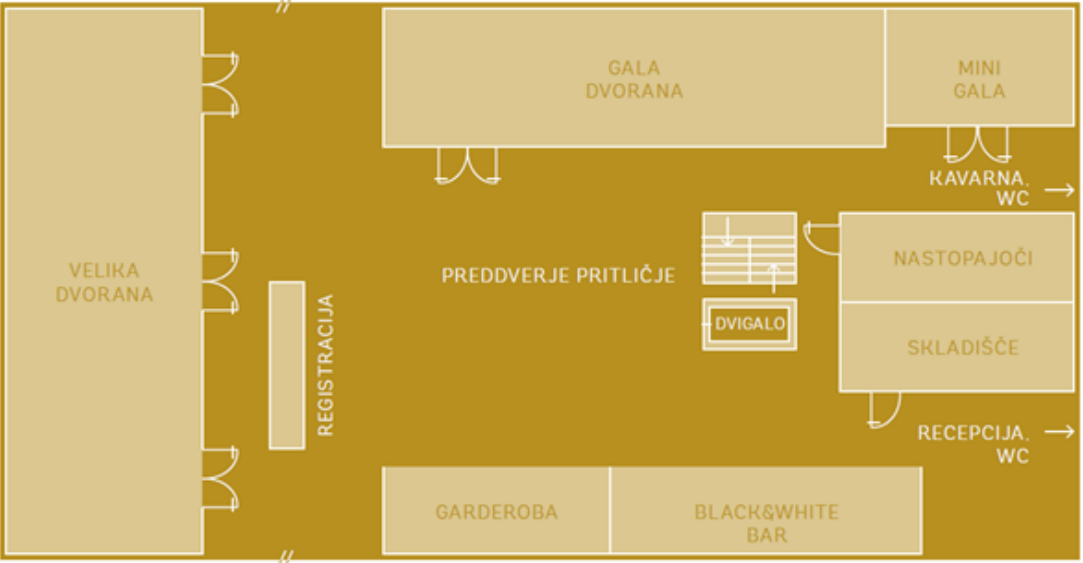 GALA
DVORANA
MINI
GALA
KAVARNA,
WC
VELIKA
DVORANA
REGISTRACIJA
PREDDVERJE PRITLIČJE
DVIGALO
NASTOPAJOČI
SKLADIŠČE
RECEPCIJA,
WC
GARDEROBA
BLACK&WHITE
BAR